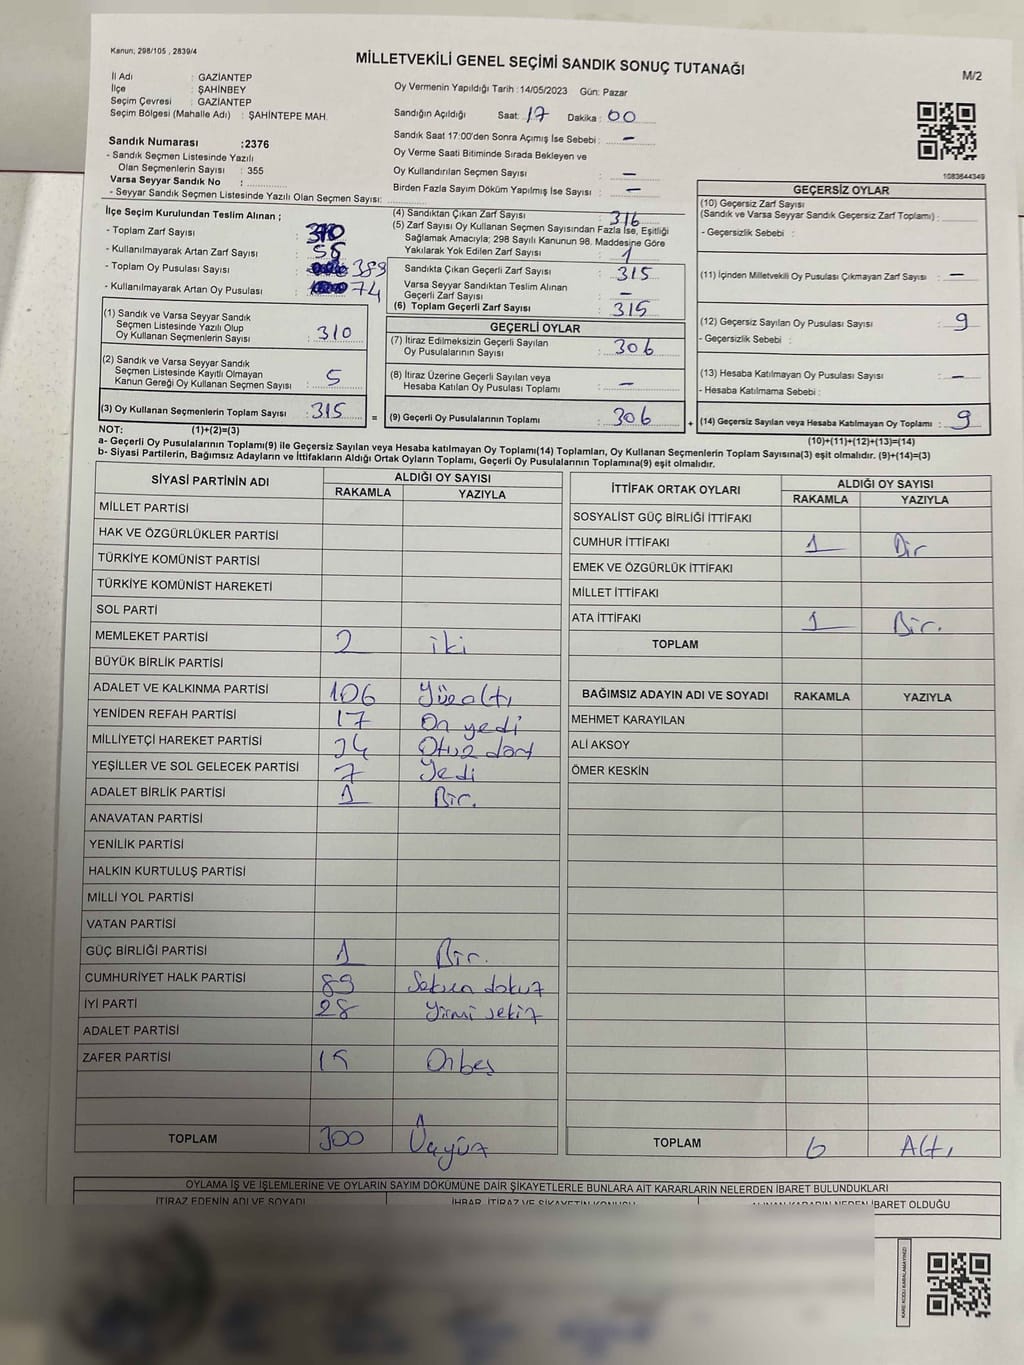 Kanun, 298/105 , 2839/4
MİLLETVEKİLİ GENEL SEÇİMİ SANDIK SONUÇ TUTANAĞI
M/2
İl Adı : GAZİANTEP
İlçe : ŞAHİNBEY
Seçim Çevresi : GAZİANTEP
Seçim Bölgesi (Mahalle Adı) : ŞAHİNTEPE MAH.
Sandık Numarası :2376
- Sandık Seçmen Listesinde Yazılı
Olan Seçmenlerin Sayısı : 355
Varsa Seyyar Sandık No :
- Seyyar Sandık Seçmen Listesinde Yazılı Olan Seçmen Sayısı:
Oy Vermenin Yapıldığı Tarih :14/05/2023 Gün: Pazar
Sandığın Açıldığı Saat: 17 Dakika : 00
Sandık Saat 17:00'den Sonra Açımış İse Sebebi : –
Oy Verme Saati Bitiminde Sırada Bekleyen ve
Oy Kullandırılan Seçmen Sayısı : –
Birden Fazla Sayım Döküm Yapılmış İse Sayısı : –
1083644349
İlçe Seçim Kurulundan Teslim Alınan ;
- Toplam Zarf Sayısı :
- Kullanılmayarak Artan Zarf Sayısı :
- Toplam Oy Pusulası Sayısı : 389
- Kullanılmayarak Artan Oy Pusulası : 74
(1) Sandık ve Varsa Seyyar Sandık
Seçmen Listesinde Yazılı Olup
Oy Kullanan Seçmenlerin Sayısı : 310
(2) Sandık ve Varsa Seyyar Sandık
Seçmen Listesinde Kayıtlı Olmayan
Kanun Gereği Oy Kullanan Seçmen Sayısı : 5
(3) Oy Kullanan Seçmenlerin Toplam Sayısı : 315 =
(4) Sandıktan Çıkan Zarf Sayısı : 316
(5) Zarf Sayısı Oy Kullanan Seçmen Sayısından Fazla İse, Eşitliği
Sağlamak Amacıyla; 298 Sayılı Kanunun 98. Maddesine Göre
Yakılarak Yok Edilen Zarf Sayısı : 1
Sandıkta Çıkan Geçerli Zarf Sayısı : 315
Varsa Seyyar Sandıktan Teslim Alınan
Geçerli Zarf Sayısı : –
(6) Toplam Geçerli Zarf Sayısı : 315
GEÇERLİ OYLAR
(7) İtiraz Edilmeksizin Geçerli Sayılan
Oy Pusulalarının Sayısı : 306
(8) İtiraz Üzerine Geçerli Sayılan veya
Hesaba Katılan Oy Pusulası Toplamı : –
(9) Geçerli Oy Pusulalarının Toplamı : 306 +
GEÇERSİZ OYLAR
(10) Geçersiz Zarf Sayısı
(Sandık ve Varsa Seyyar Sandık Geçersiz Zarf Toplamı) :
- Geçersizlik Sebebi :
(11) İçinden Milletvekili Oy Pusulası Çıkmayan Zarf Sayısı : –
(12) Geçersiz Sayılan Oy Pusulası Sayısı : 9
- Geçersizlik Sebebi :
(13) Hesaba Katılmayan Oy Pusulası Sayısı : –
- Hesaba Katılmama Sebebi :
(14) Geçersiz Sayılan veya Hesaba Katılmayan Oy Toplamı : 9
NOT: (1)+(2)=(3)
(10)+(11)+(12)+(13)=(14)
a- Geçerli Oy Pusulalarının Toplamı(9) ile Geçersiz Sayılan veya Hesaba katılmayan Oy Toplamı(14) Toplamları, Oy Kullanan Seçmenlerin Toplam Sayısına(3) eşit olmalıdır. (9)+(14)=(3)
b- Siyasi Partilerin, Bağımsız Adayların ve İttifakların Aldığı Ortak Oyların Toplamı, Geçerli Oy Pusulalarının Toplamına(9) eşit olmalıdır.
SİYASİ PARTİNİN ADI
ALDIĞI OY SAYISI
RAKAMLA YAZIYLA
MİLLET PARTİSİ
HAK VE ÖZGÜRLÜKLER PARTİSİ
TÜRKİYE KOMÜNİST PARTİSİ
TÜRKİYE KOMÜNİST HAREKETİ
SOL PARTİ
MEMLEKET PARTİSİ 2 iki
BÜYÜK BİRLİK PARTİSİ
ADALET VE KALKINMA PARTİSİ 106 Yüzaltı
YENİDEN REFAH PARTİSİ 17 On yedi
MİLLİYETÇİ HAREKET PARTİSİ 34 Otuz dört
YEŞİLLER VE SOL GELECEK PARTİSİ 7 Yedi
ADALET BİRLİK PARTİSİ 1 Bir.
ANAVATAN PARTİSİ
YENİLİK PARTİSİ
HALKIN KURTULUŞ PARTİSİ
MİLLİ YOL PARTİSİ
VATAN PARTİSİ
GÜÇ BİRLİĞİ PARTİSİ 1 Bir.
CUMHURİYET HALK PARTİSİ 89 Seksen dokuz
İYİ PARTİ 28 Yirmi sekiz
ADALET PARTİSİ
ZAFER PARTİSİ 15 Onbeş
TOPLAM 300 Üçyüz
İTTİFAK ORTAK OYLARI
ALDIĞI OY SAYISI
RAKAMLA YAZIYLA
SOSYALİST GÜÇ BİRLİĞİ İTTİFAKI
CUMHUR İTTİFAKI 1 Bir
EMEK VE ÖZGÜRLÜK İTTİFAKI
MİLLET İTTİFAKI
ATA İTTİFAKI 1 Bir.
TOPLAM
BAĞIMSIZ ADAYIN ADI VE SOYADI RAKAMLA YAZIYLA
MEHMET KARAYILAN
ALİ AKSOY
ÖMER KESKİN
TOPLAM 6 Altı
OYLAMA İŞ VE İŞLEMLERİNE VE OYLARIN SAYIM DÖKÜMÜNE DAİR ŞİKAYETLERLE BUNLARA AİT KARARLARIN NELERDEN İBARET BULUNDUKLARI
İTİRAZ EDENİN ADI VE SOYADI İHBAR, İTİRAZ VE ŞİKAYETİN KONUSU ALINAN KARARIN NEDEN İBARET OLDUĞU
KARE KODU KARALAMAYINIZ!